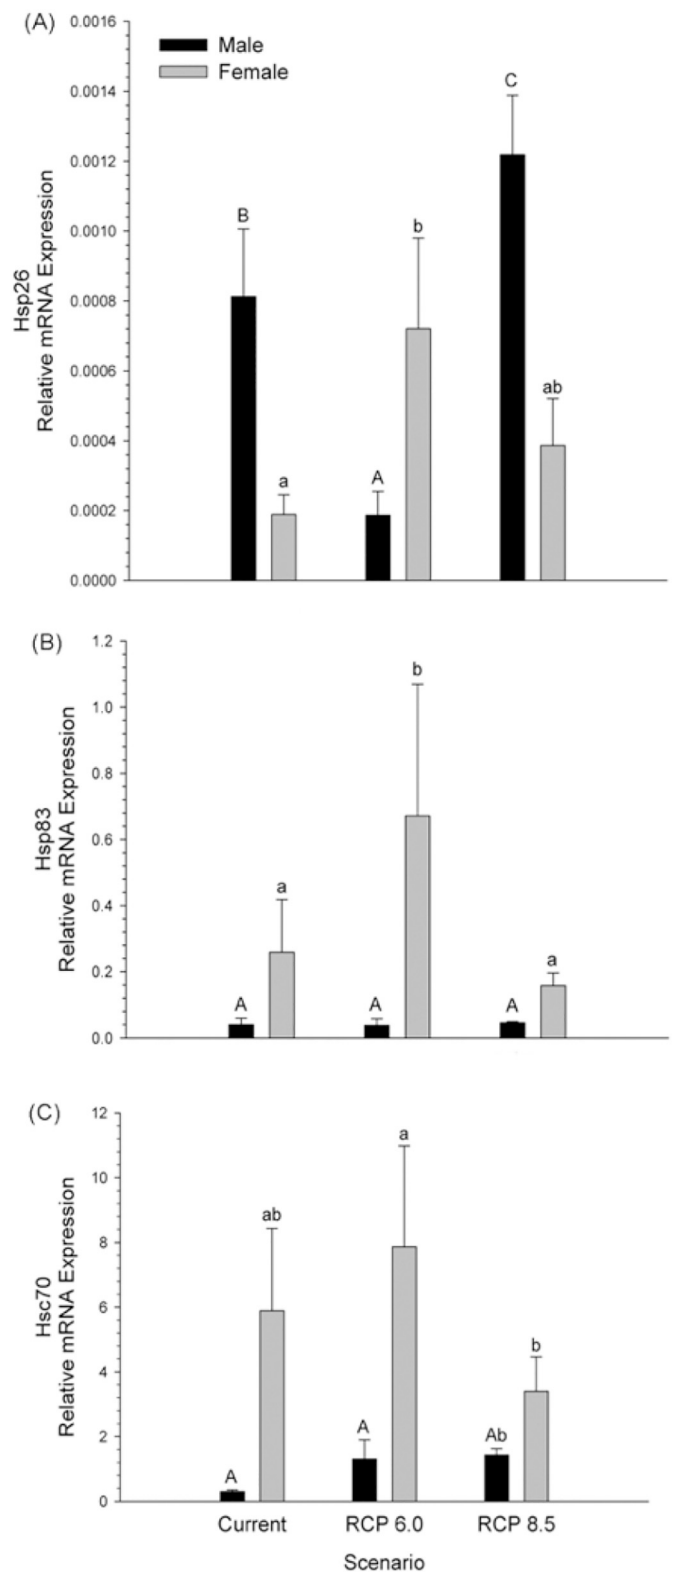 (A)
0.0016
0.0014
0.0012
0.0010
0.0008
0.0006
0.0004
0.0002
0.0000
Hsp26
Relative mRNA Expression
Male
Female
B
a
A
b
C
ab
(B)
1.2
1.0
0.8
0.6
0.4
0.2
0.0
Hsp83
Relative mRNA Expression
A
a
A
b
A
a
(C)
12
10
8
6
4
2
0
Hsc70
Relative mRNA Expression
A
ab
A
a
Ab
b
Current
RCP 6.0
RCP 8.5
Scenario